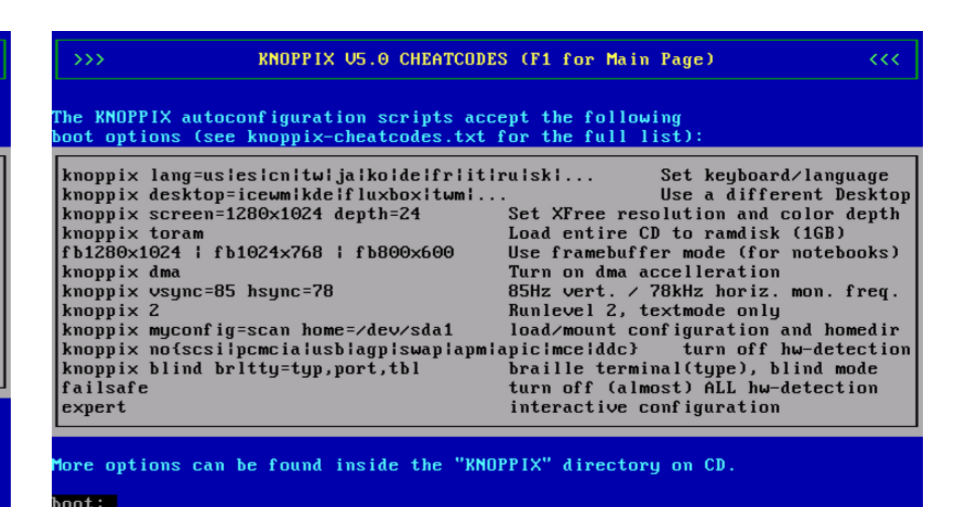 >>> KNOPPIX V5.0 CHEATCODES (F1 for Main Page) <<<
The KNOPPIX autoconfiguration scripts accept the following
boot options (see knoppix-cheatcodes.txt for the full list):
knoppix lang=us|es|cn|tw|ja|ko|de|fr|it|ru|sk|... Set keyboard/language
knoppix desktop=icewm|kde|fluxbox|twm|... Use a different Desktop
knoppix screen=1280x1024 depth=24 Set XFree resolution and color depth
knoppix toram Load entire CD to ramdisk (1GB)
fb1280x1024 | fb1024x768 | fb800x600 Use framebuffer mode (for notebooks)
knoppix dma Turn on dma accelleration
knoppix vsync=85 hsync=78 85Hz vert. / 78kHz horiz. mon. freq.
knoppix 2 Runlevel 2, textmode only
knoppix myconfig=scan home=/dev/sda1 load/mount configuration and homedir
knoppix no{scsi|pcmcia|usb|agp|swap|apm|apic|mce|ddc} turn off hw-detection
knoppix blind brltty=typ,port,tbl braille terminal(type), blind mode
failsafe turn off (almost) ALL hw-detection
expert interactive configuration
More options can be found inside the "KNOPPIX" directory on CD.
boot: